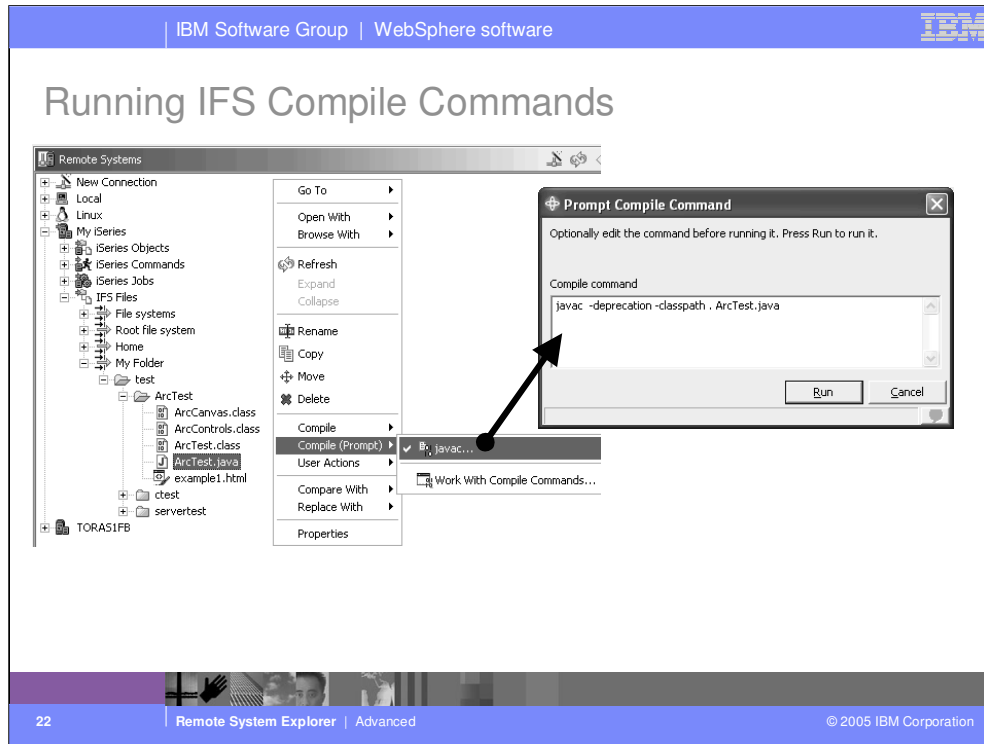 IBM Software Group | WebSphere software
IBM
Running IFS Compile Commands
Remote Systems
New Connection
Local
Linux
My iSeries
iSeries Objects
iSeries Commands
iSeries Jobs
IFS Files
File systems
Root file system
Home
My Folder
test
ArcTest
ArcCanvas.class
ArcControls.class
ArcTest.class
ArcTest.java
example1.html
ctest
servertest
TORAS1FB
Go To
Open With
Browse With
Refresh
Expand
Collapse
Rename
Copy
Move
Delete
Compile
Compile (Prompt)
User Actions
Compare With
Replace With
Properties
javac...
Work With Compile Commands...
Prompt Compile Command
Optionally edit the command before running it. Press Run to run it.
Compile command
javac -deprecation -classpath . ArcTest.java
Run
Cancel
22
Remote System Explorer | Advanced
© 2005 IBM Corporation